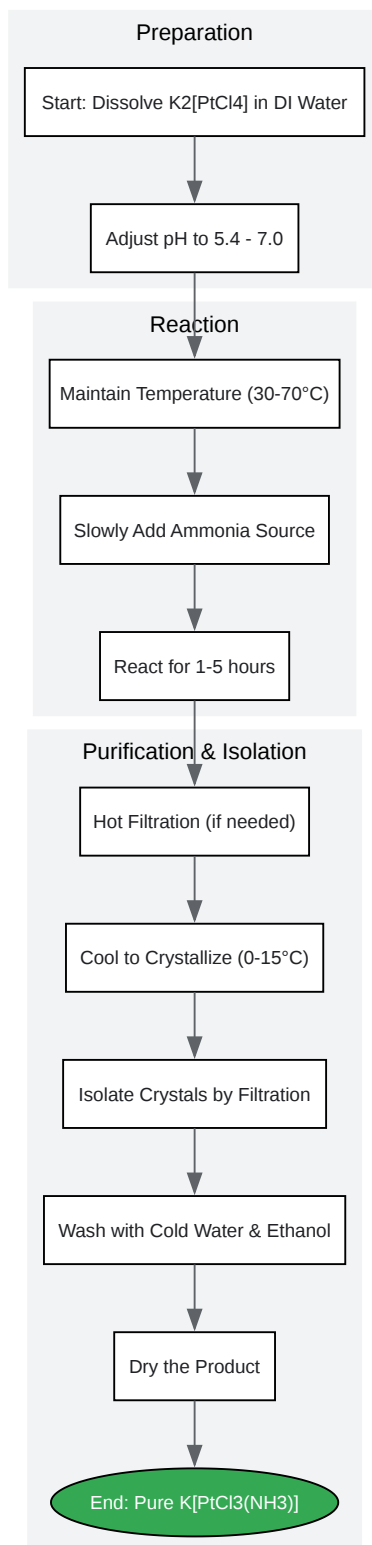 Preparation
Start: Dissolve K2[PtCl4] in DI Water
Adjust pH to 5.4 - 7.0
Reaction
Maintain Temperature (30-70°C)
Slowly Add Ammonia Source
React for 1-5 hours
Purification & Isolation
Hot Filtration (if needed)
Cool to Crystallize (0-15°C)
Isolate Crystals by Filtration
Wash with Cold Water & Ethanol
Dry the Product
End: Pure K[PtCl3(NH3)]